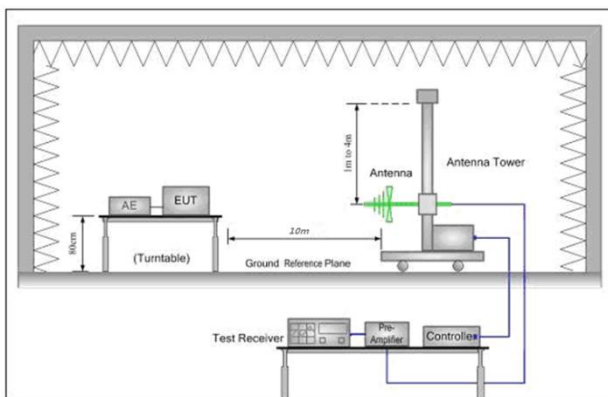 1m to 4m
Antenna
Antenna Tower
AE
EUT
80cm
(Turntable)
10m
Ground Reference Plane
Test Receiver
Pre-
Amplifier
Controller